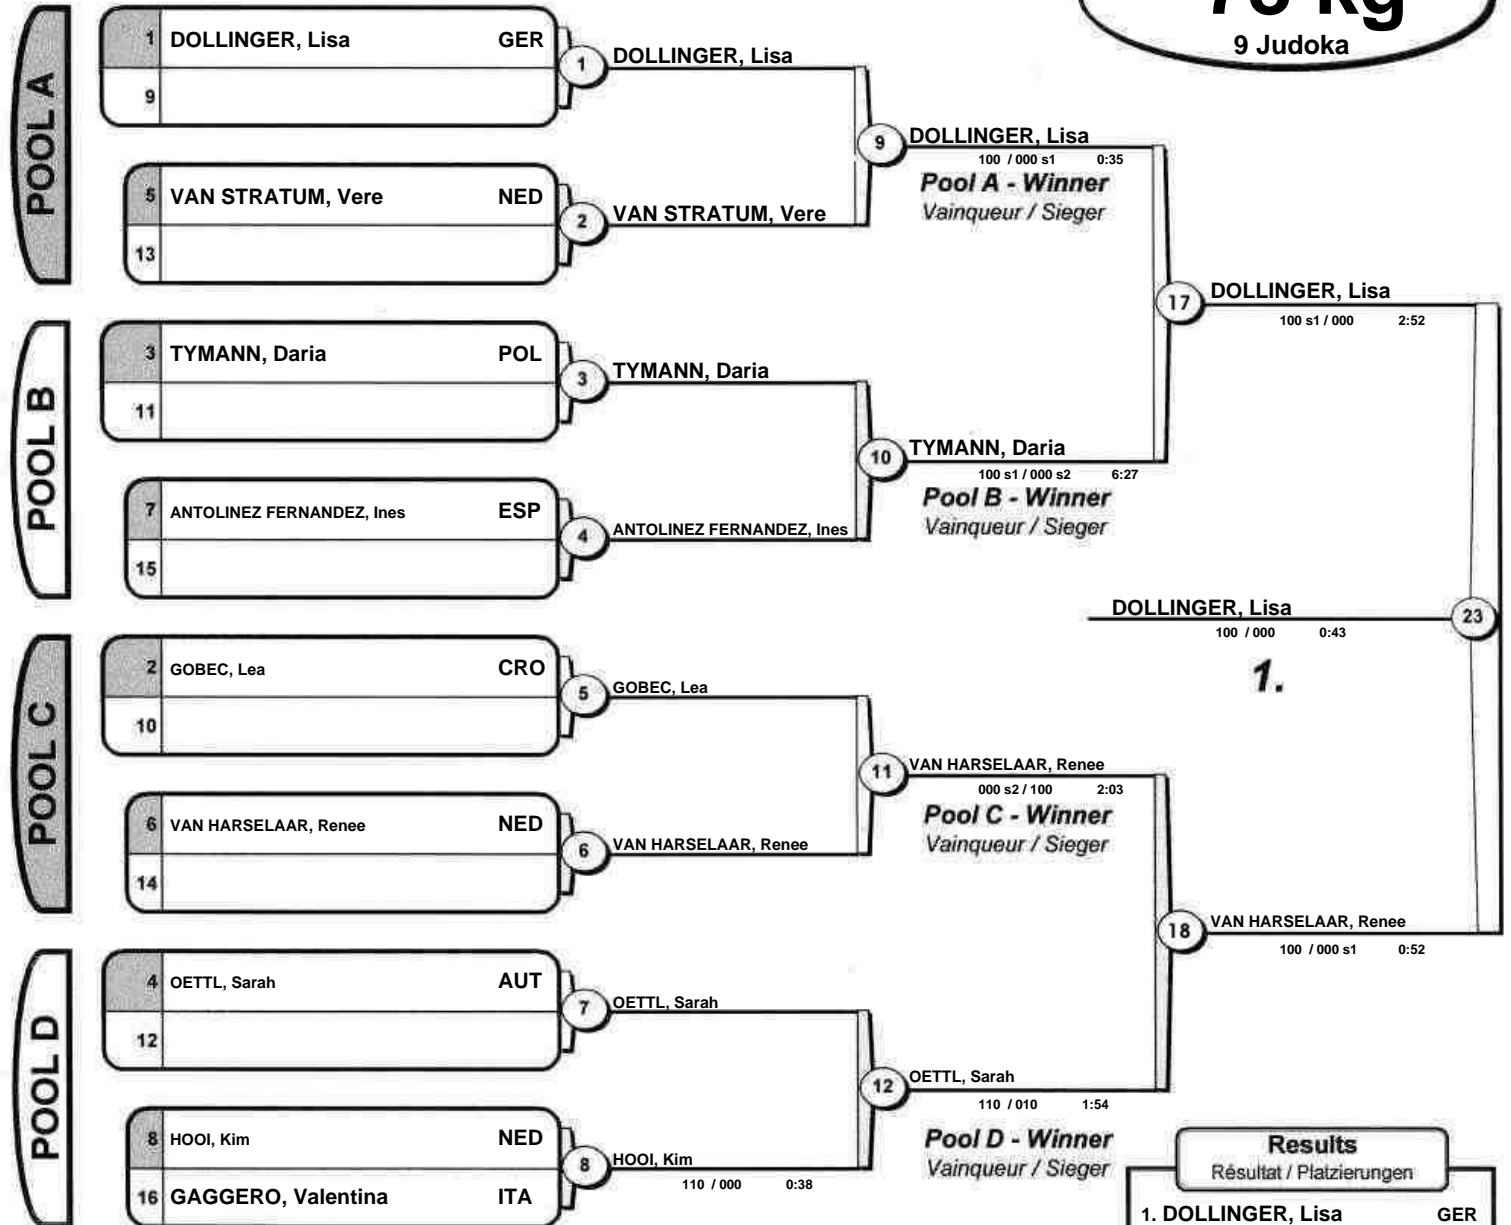 9 Judoka
POOL A
1 DOLLINGER, Lisa GER
9
1 DOLLINGER, Lisa
5 VAN STRATUM, Vere NED
13
2 VAN STRATUM, Vere
9 DOLLINGER, Lisa
100 / 000 s1 0:35
Pool A - Winner
Vainqueur / Sieger
17 DOLLINGER, Lisa
100 s1 / 000 2:52
POOL B
3 TYMANN, Daria POL
11
3 TYMANN, Daria
7 ANTOLINEZ FERNANDEZ, Ines ESP
15
4 ANTOLINEZ FERNANDEZ, Ines
10 TYMANN, Daria
100 s1 / 000 s2 6:27
Pool B - Winner
Vainqueur / Sieger
DOLLINGER, Lisa 23
100 / 000 0:43
1.
POOL C
2 GOBEC, Lea CRO
10
5 GOBEC, Lea
6 VAN HARSELAAR, Renee NED
14
6 VAN HARSELAAR, Renee
11 VAN HARSELAAR, Renee
000 s2 / 100 2:03
Pool C - Winner
Vainqueur / Sieger
18 VAN HARSELAAR, Renee
100 / 000 s1 0:52
POOL D
4 OETTL, Sarah AUT
12
7 OETTL, Sarah
8 HOOI, Kim NED
16 GAGGERO, Valentina ITA
8 HOOI, Kim
110 / 000 0:38
12 OETTL, Sarah
110 / 010 1:54
Pool D - Winner
Vainqueur / Sieger
Results
Résultat / Platzierungen
1. DOLLINGER, Lisa GER